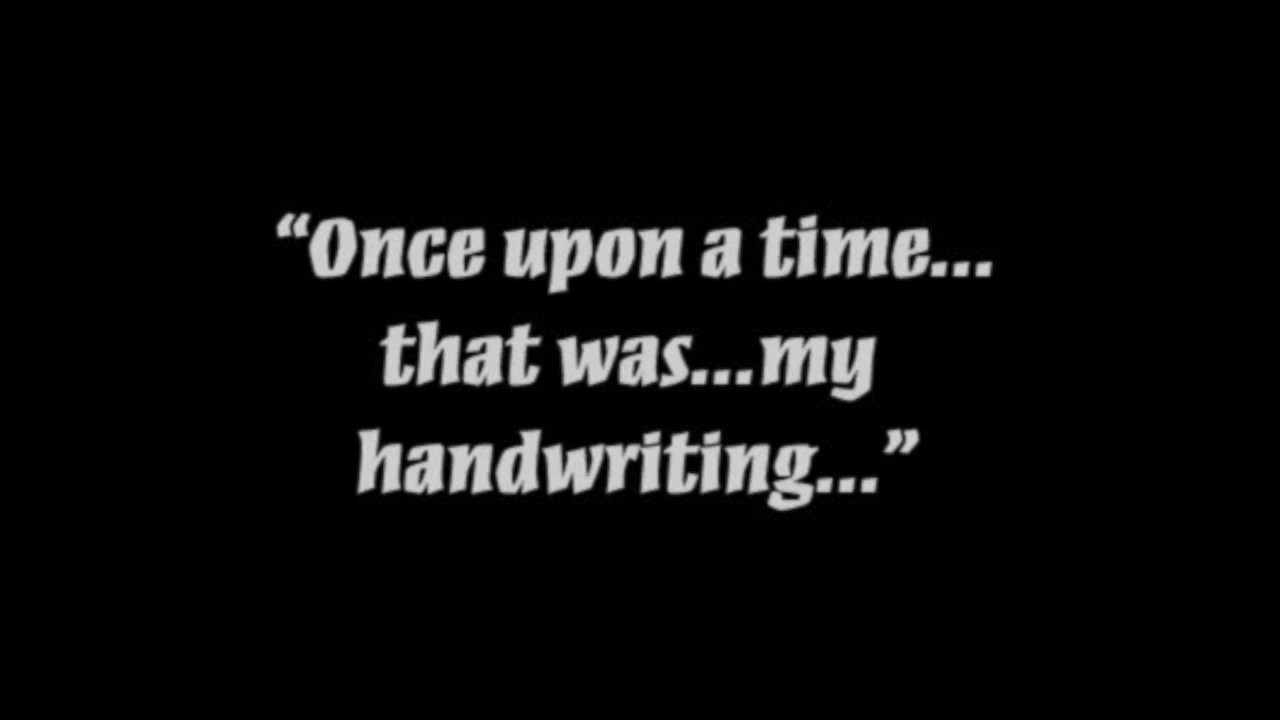 “Once upon a time...
that was...my
handwriting...”